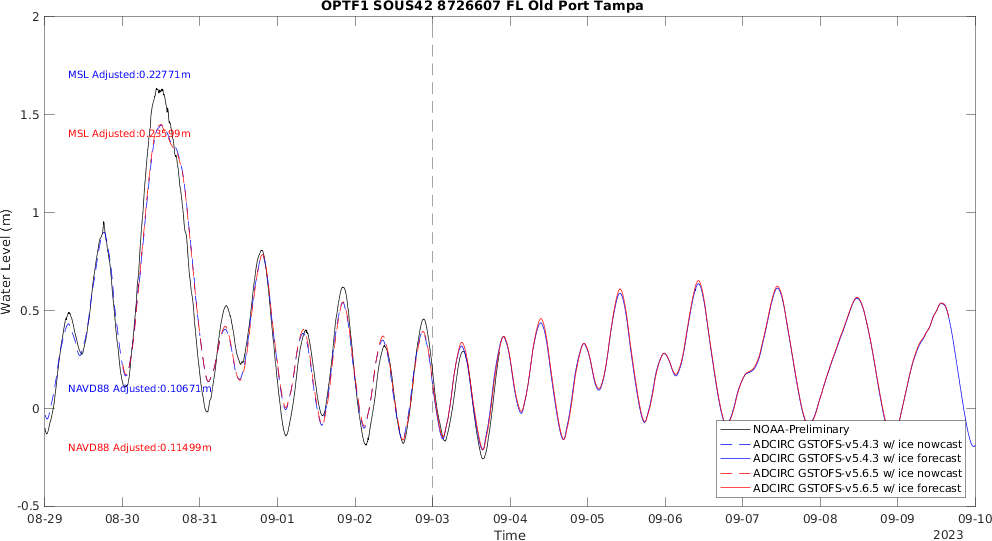 OPTF1 SOUS42 8726607 FL Old Port Tampa
2
1.5
1
0.5
0
-0.5
Water Level (m)
MSL Adjusted:0.22771m
MSL Adjusted:0.23599m
NAVD88 Adjusted:0.10671m
NAVD88 Adjusted:0.11499m
NOAA-Preliminary
ADCIRC GSTOFS-v5.4.3 w/ ice nowcast
ADCIRC GSTOFS-v5.4.3 w/ ice forecast
ADCIRC GSTOFS-v5.6.5 w/ ice nowcast
ADCIRC GSTOFS-v5.6.5 w/ ice forecast
08-29 08-30 08-31 09-01 09-02 09-03 09-04 09-05 09-06 09-07 09-08 09-09 09-10
Time
2023